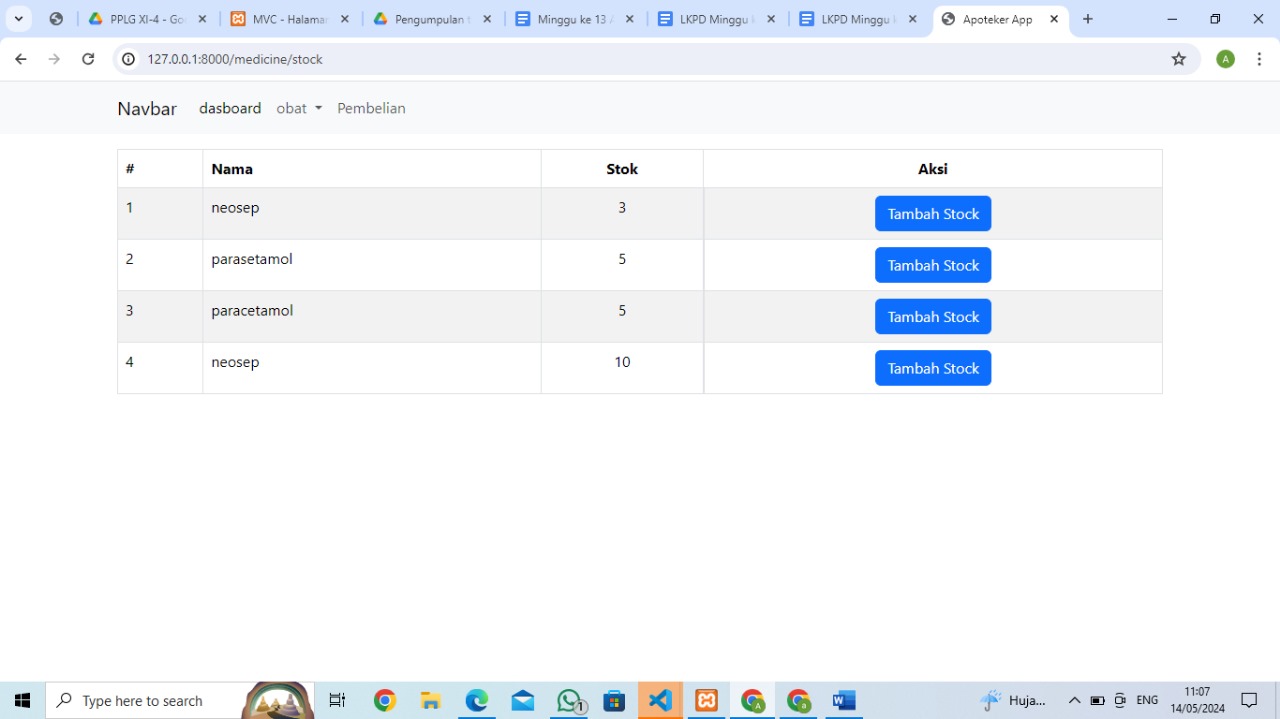 PPLG XI-4 - Go
MVC - Halaman
Pengumpulan t
Minggu ke 13
LKPD Minggu
LKPD Minggu
Apoteker App
127.0.0.1:8000/medicine/stock
A
Navbar dasboard obat Pembelian
# Nama Stok Aksi
1 neosep 3 Tambah Stock
2 parasetamol 5 Tambah Stock
3 paracetamol 5 Tambah Stock
4 neosep 10 Tambah Stock
Type here to search
1
Huja...
ENG
11:07
14/05/2024